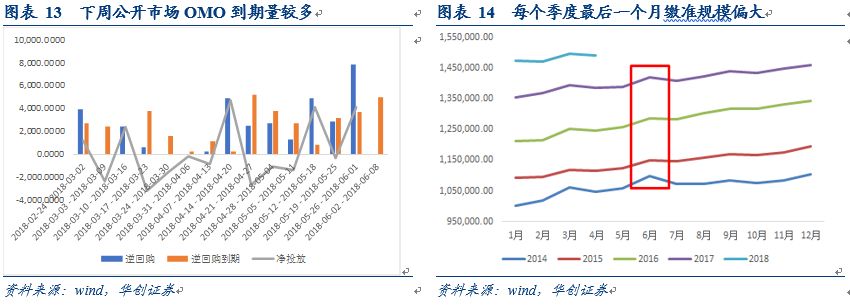 图表 13 下周公开市场 OMO 到期量较多
10,000.0000
8,000.0000
6,000.0000
4,000.0000
2,000.0000
0.0000
-2,000.0000
-4,000.0000
2018-02-24 - 2018-03-02
2018-03-03 - 2018-03-09
2018-03-10 - 2018-03-16
2018-03-17 - 2018-03-23
2018-03-24 - 2018-03-30
2018-03-31 - 2018-04-06
2018-04-07 - 2018-04-13
2018-04-14 - 2018-04-20
2018-04-21 - 2018-04-27
2018-04-28 - 2018-05-04
2018-05-05 - 2018-05-11
2018-05-12 - 2018-05-18
2018-05-19 - 2018-05-25
2018-05-26 - 2018-06-01
2018-06-02 - 2018-06-08
逆回购 逆回购到期 净投放
资料来源：wind，华创证券
图表 14 每个季度最后一个月缴准规模偏大
1,550,000.00
1,450,000.00
1,350,000.00
1,250,000.00
1,150,000.00
1,050,000.00
950,000.00
1月 2月 3月 4月 5月 6月 7月 8月 9月 10月 11月 12月
2014 2015 2016 2017 2018
资料来源：wind，华创证券